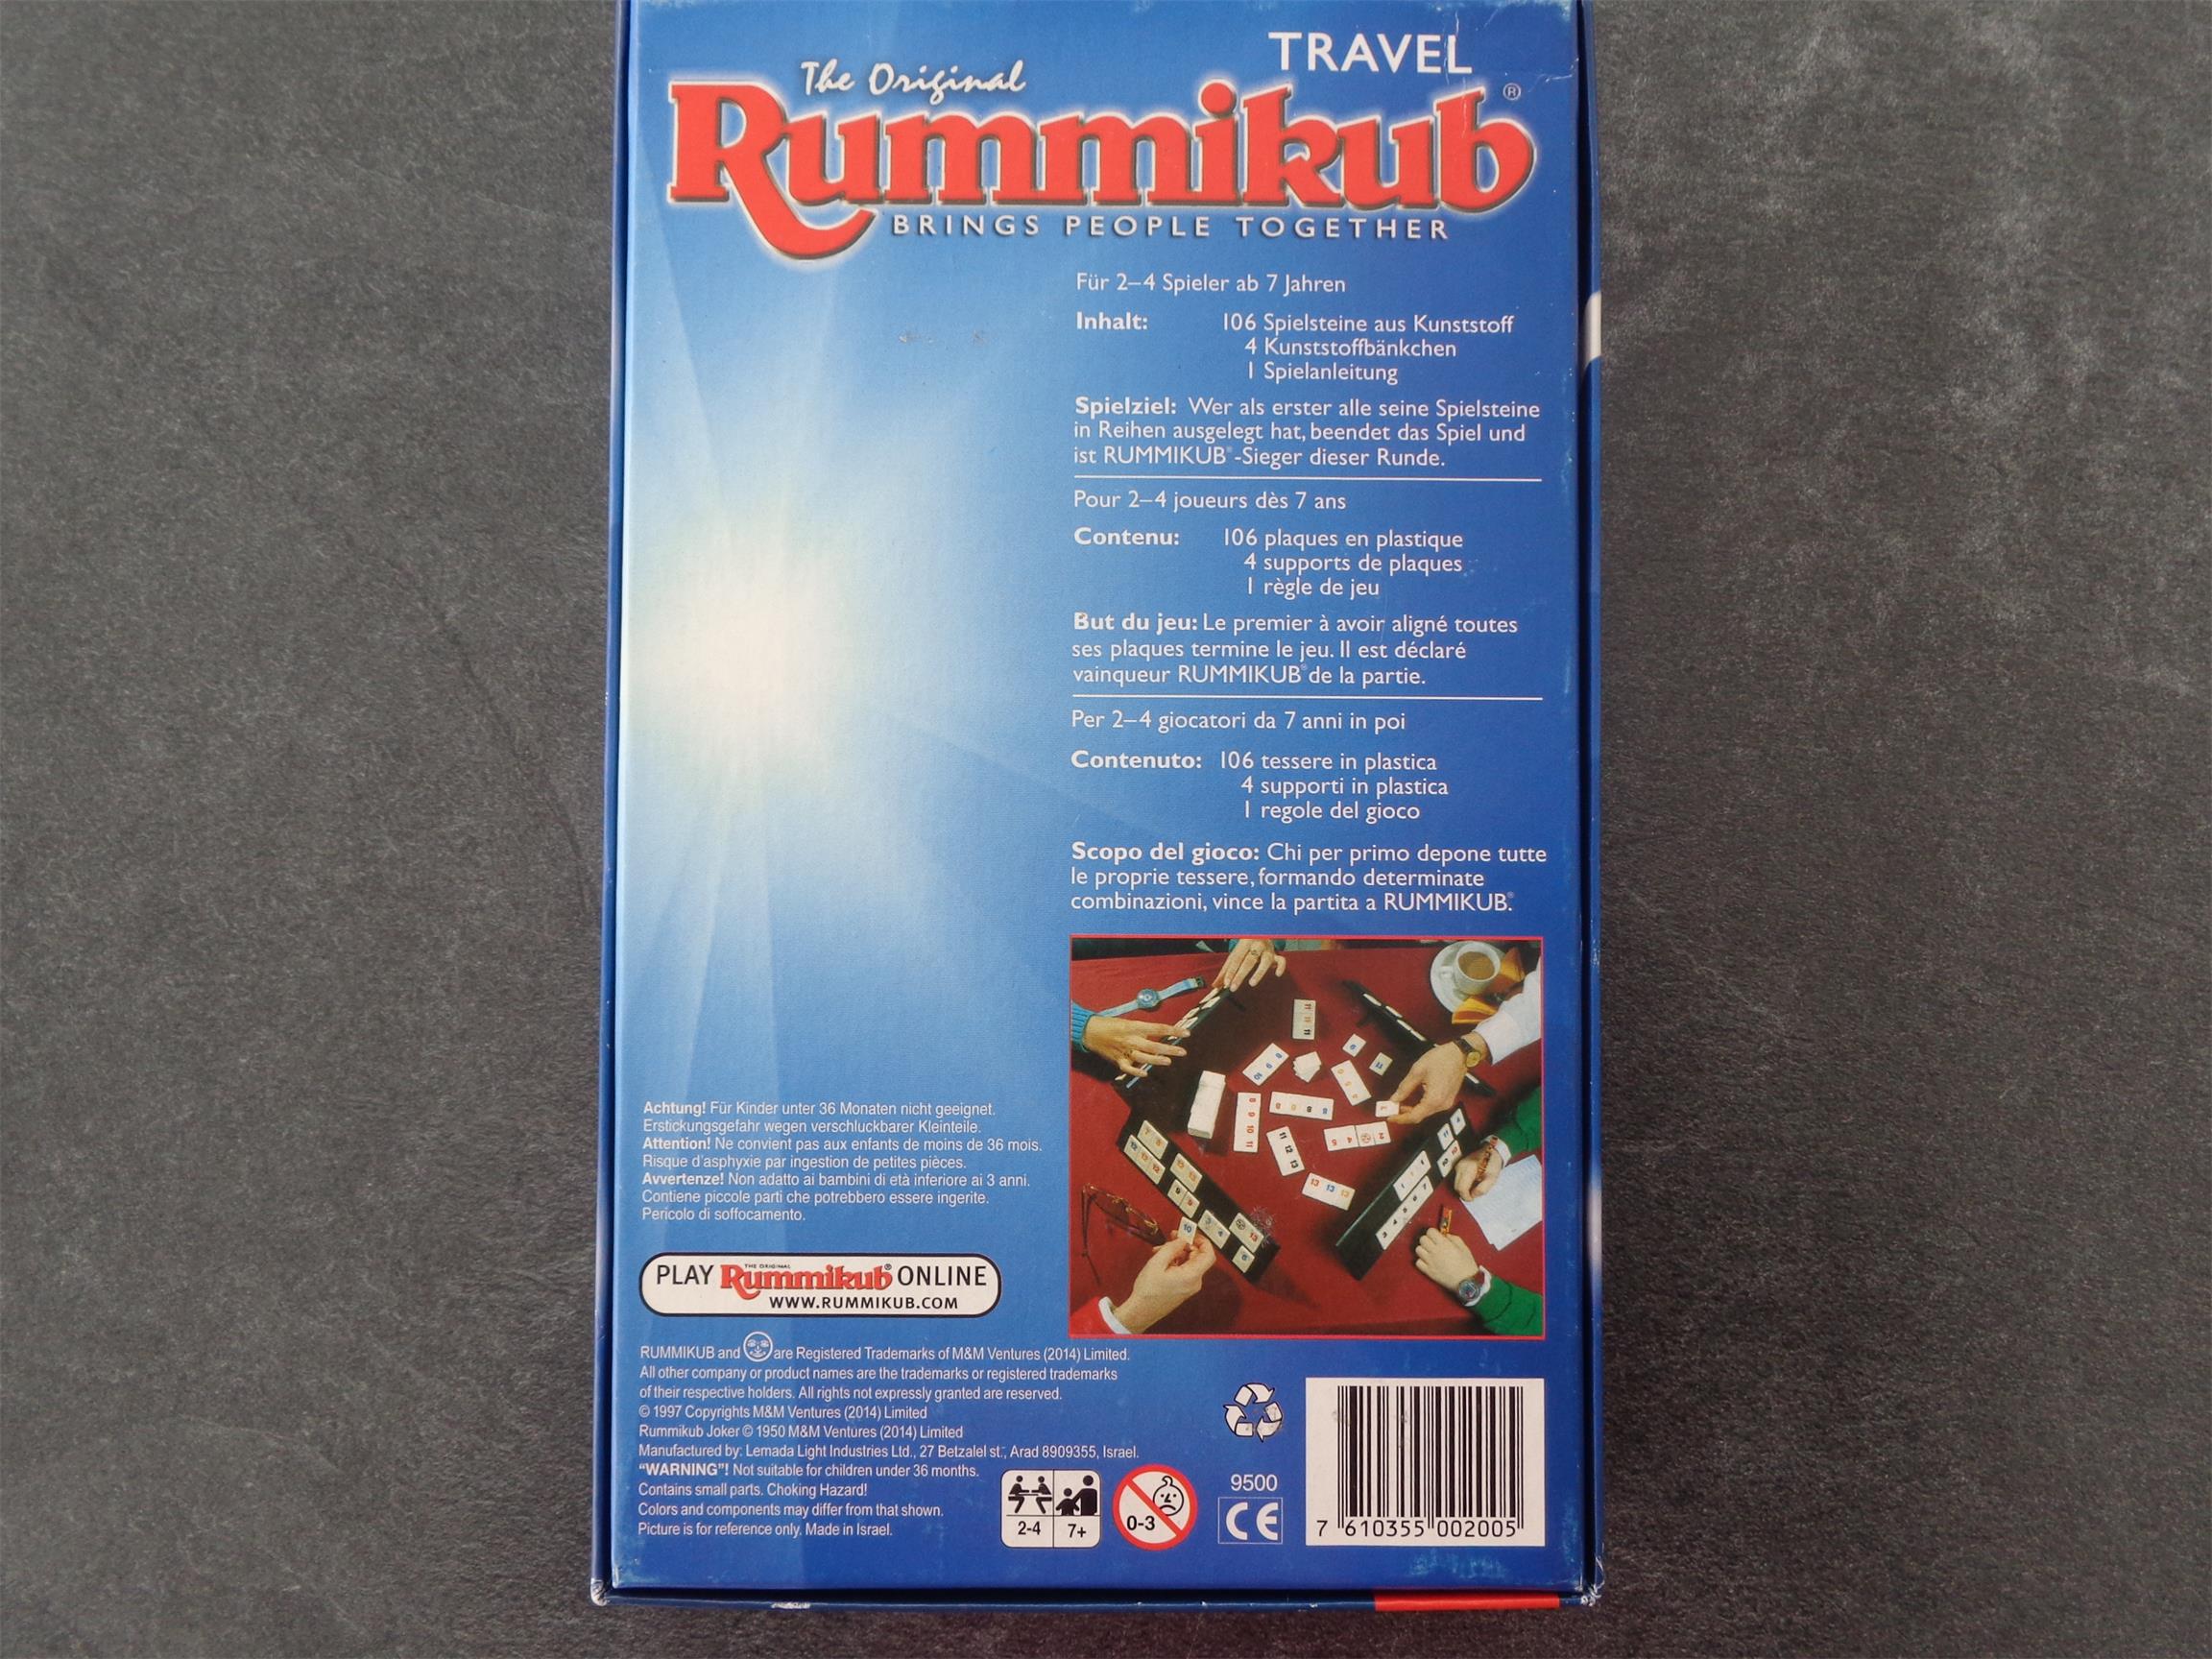 TRAVEL
The Original
Rummikub®
BRINGS PEOPLE TOGETHER
Für 2–4 Spieler ab 7 Jahren
Inhalt: 106 Spielsteine aus Kunststoff
4 Kunststoffbänkchen
1 Spielanleitung
Spielziel: Wer als erster alle seine Spielsteine
in Reihen ausgelegt hat, beendet das Spiel und
ist RUMMIKUB®-Sieger dieser Runde.
Pour 2–4 joueurs dès 7 ans
Contenu: 106 plaques en plastique
4 supports de plaques
1 règle de jeu
But du jeu: Le premier à avoir aligné toutes
ses plaques termine le jeu. Il est déclaré
vainqueur RUMMIKUB® de la partie.
Per 2–4 giocatori da 7 anni in poi
Contenuto: 106 tessere in plastica
4 supporti in plastica
1 regole del gioco
Scopo del gioco: Chi per primo depone tutte
le proprie tessere, formando determinate
combinazioni, vince la partita a RUMMIKUB®.
Achtung! Für Kinder unter 36 Monaten nicht geeignet.
Erstickungsgefahr wegen verschluckbarer Kleinteile.
Attention! Ne convient pas aux enfants de moins de 36 mois.
Risque d'asphyxie par ingestion de petites pièces.
Avvertenze! Non adatto ai bambini di età inferiore ai 3 anni.
Contiene piccole parti che potrebbero essere ingerite.
Pericolo di soffocamento.
PLAY THE ORIGINAL Rummikub® ONLINE
WWW.RUMMIKUB.COM
RUMMIKUB and are Registered Trademarks of M&M Ventures (2014) Limited.
All other company or product names are the trademarks or registered trademarks
of their respective holders. All rights not expressly granted are reserved.
© 1997 Copyrights M&M Ventures (2014) Limited
Rummikub Joker © 1950 M&M Ventures (2014) Limited
Manufactured by: Lemada Light Industries Ltd., 27 Betzalel st., Arad 8909355, Israel.
"WARNING"! Not suitable for children under 36 months.
Contains small parts. Choking Hazard!
Colors and components may differ from that shown.
Picture is for reference only. Made in Israel.
2-4
7+
0-3
9500
CE
7 610355 002005